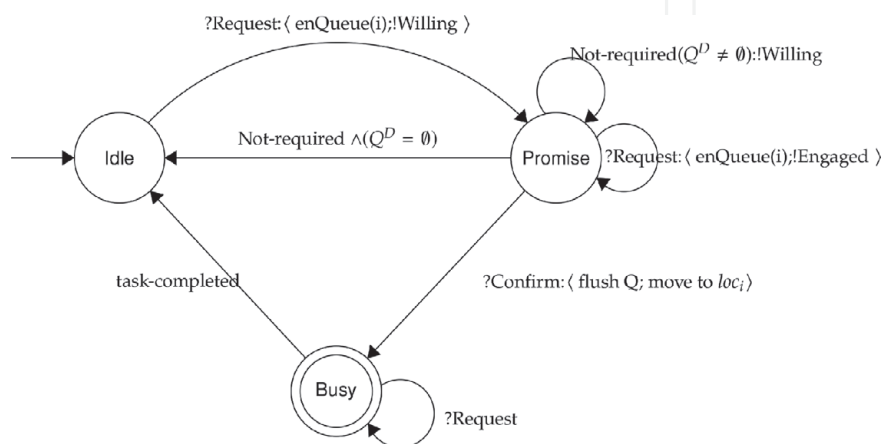 ?Request:⟨ enQueue(i);!Willing ⟩
Not-required(Q^D ≠ ∅):!Willing
Not-required ∧(Q^D = ∅)
Idle
Promise
?Request:⟨ enQueue(i);!Engaged ⟩
task-completed
?Confirm:⟨ flush Q; move to loc_i⟩
Busy
?Request